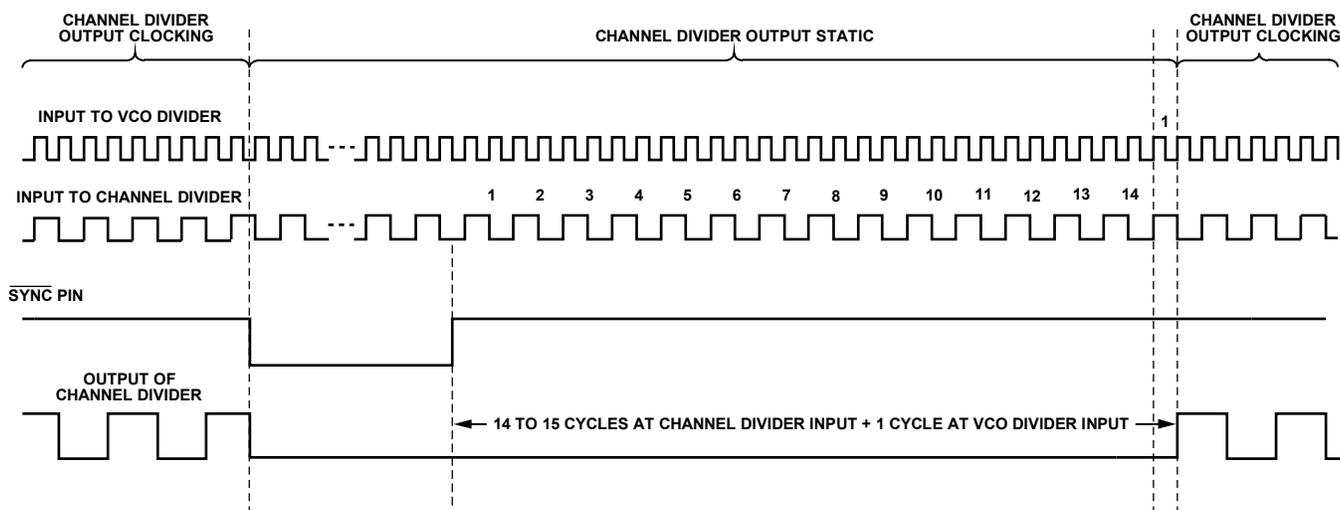 CHANNEL DIVIDER
OUTPUT CLOCKING
CHANNEL DIVIDER OUTPUT STATIC
CHANNEL DIVIDER
OUTPUT CLOCKING
INPUT TO VCO DIVIDER
1
INPUT TO CHANNEL DIVIDER
1 2 3 4 5 6 7 8 9 10 11 12 13 14
SYNC PIN
OUTPUT OF
CHANNEL DIVIDER
14 TO 15 CYCLES AT CHANNEL DIVIDER INPUT + 1 CYCLE AT VCO DIVIDER INPUT